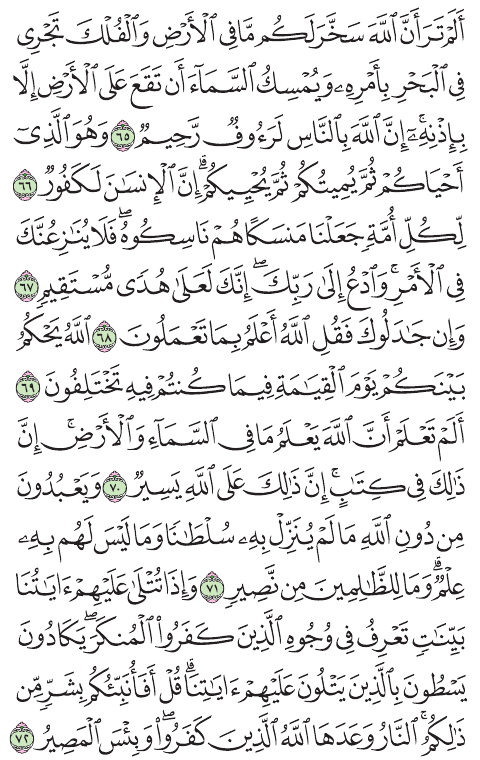 أَلَمْ تَرَ أَنَّ ٱللَّهَ سَخَّرَ لَكُم مَّا فِى ٱلْأَرْضِ وَٱلْفُلْكَ تَجْرِى
فِى ٱلْبَحْرِ بِأَمْرِهِۦ وَيُمْسِكُ ٱلسَّمَآءَ أَن تَقَعَ عَلَى ٱلْأَرْضِ إِلَّا
بِإِذْنِهِۦٓ ۗ إِنَّ ٱللَّهَ بِٱلنَّاسِ لَرَءُوفٌ رَّحِيمٌ ٦٥ وَهُوَ ٱلَّذِىٓ
أَحْيَاكُمْ ثُمَّ يُمِيتُكُمْ ثُمَّ يُحْيِيكُمْ ۗ إِنَّ ٱلْإِنسَـٰنَ لَكَفُورٌ ٦٦
لِّكُلِّ أُمَّةٍ جَعَلْنَا مَنسَكًا هُمْ نَاسِكُوهُ ۖ فَلَا يُنَـٰزِعُنَّكَ
فِى ٱلْأَمْرِ ۚ وَٱدْعُ إِلَىٰ رَبِّكَ ۖ إِنَّكَ لَعَلَىٰ هُدًى مُّسْتَقِيمٍ ٦٧
وَإِن جَـٰدَلُوكَ فَقُلِ ٱللَّهُ أَعْلَمُ بِمَا تَعْمَلُونَ ٦٨ ٱللَّهُ يَحْكُمُ
بَيْنَكُمْ يَوْمَ ٱلْقِيَـٰمَةِ فِيمَا كُنتُمْ فِيهِ تَخْتَلِفُونَ ٦٩
أَلَمْ تَعْلَمْ أَنَّ ٱللَّهَ يَعْلَمُ مَا فِى ٱلسَّمَآءِ وَٱلْأَرْضِ ۗ إِنَّ
ذَٰلِكَ فِى كِتَـٰبٍ ۚ إِنَّ ذَٰلِكَ عَلَى ٱللَّهِ يَسِيرٌ ٧٠ وَيَعْبُدُونَ
مِن دُونِ ٱللَّهِ مَا لَمْ يُنَزِّلْ بِهِۦ سُلْطَـٰنًا وَمَا لَيْسَ لَهُم بِهِۦ
عِلْمٌ ۗ وَمَا لِلظَّـٰلِمِينَ مِن نَّصِيرٍ ٧١ وَإِذَا تُتْلَىٰ عَلَيْهِمْ ءَايَـٰتُنَا
بَيِّنَـٰتٍ تَعْرِفُ فِى وُجُوهِ ٱلَّذِينَ كَفَرُوا۟ ٱلْمُنكَرَ ۖ يَكَادُونَ
يَسْطُونَ بِٱلَّذِينَ يَتْلُونَ عَلَيْهِمْ ءَايَـٰتِنَا ۗ قُلْ أَفَأُنَبِّئُكُم بِشَرٍّ مِّن
ذَٰلِكُمُ ۗ ٱلنَّارُ وَعَدَهَا ٱللَّهُ ٱلَّذِينَ كَفَرُوا۟ ۖ وَبِئْسَ ٱلْمَصِيرُ ٧٢